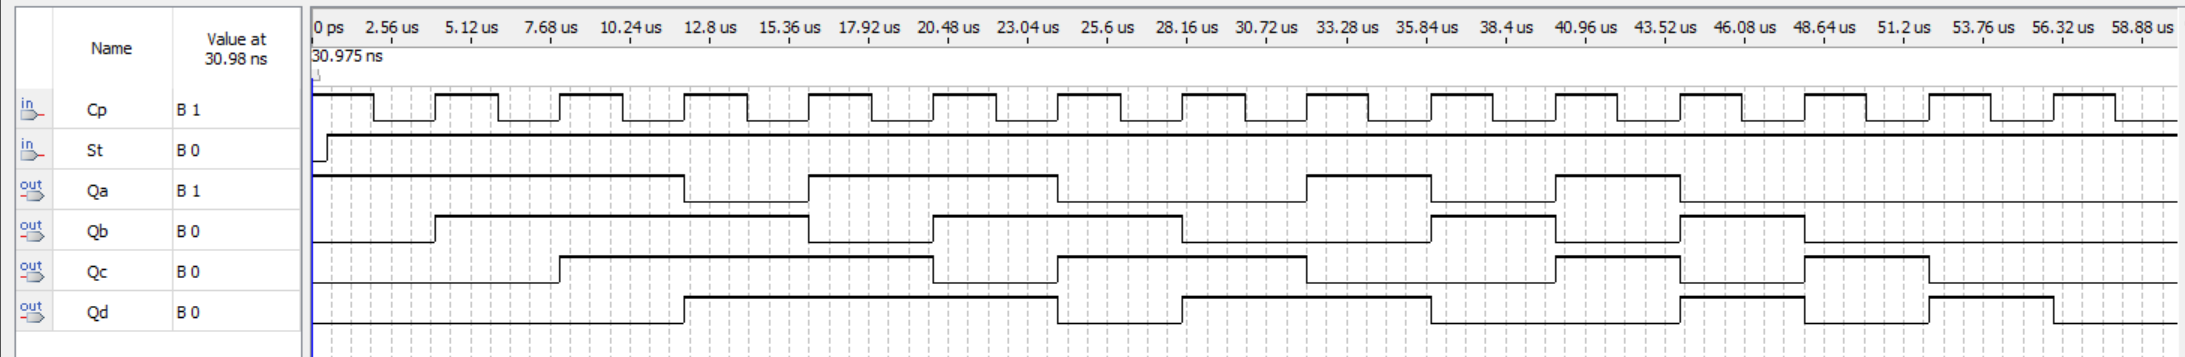 Name
Value at
30.98 ns
0 ps 2.56 us 5.12 us 7.68 us 10.24 us 12.8 us 15.36 us 17.92 us 20.48 us 23.04 us 25.6 us 28.16 us 30.72 us 33.28 us 35.84 us 38.4 us 40.96 us 43.52 us 46.08 us 48.64 us 51.2 us 53.76 us 56.32 us 58.88 us
30.975 ns
in Cp B 1
in St B 0
out Qa B 1
out Qb B 0
out Qc B 0
out Qd B 0